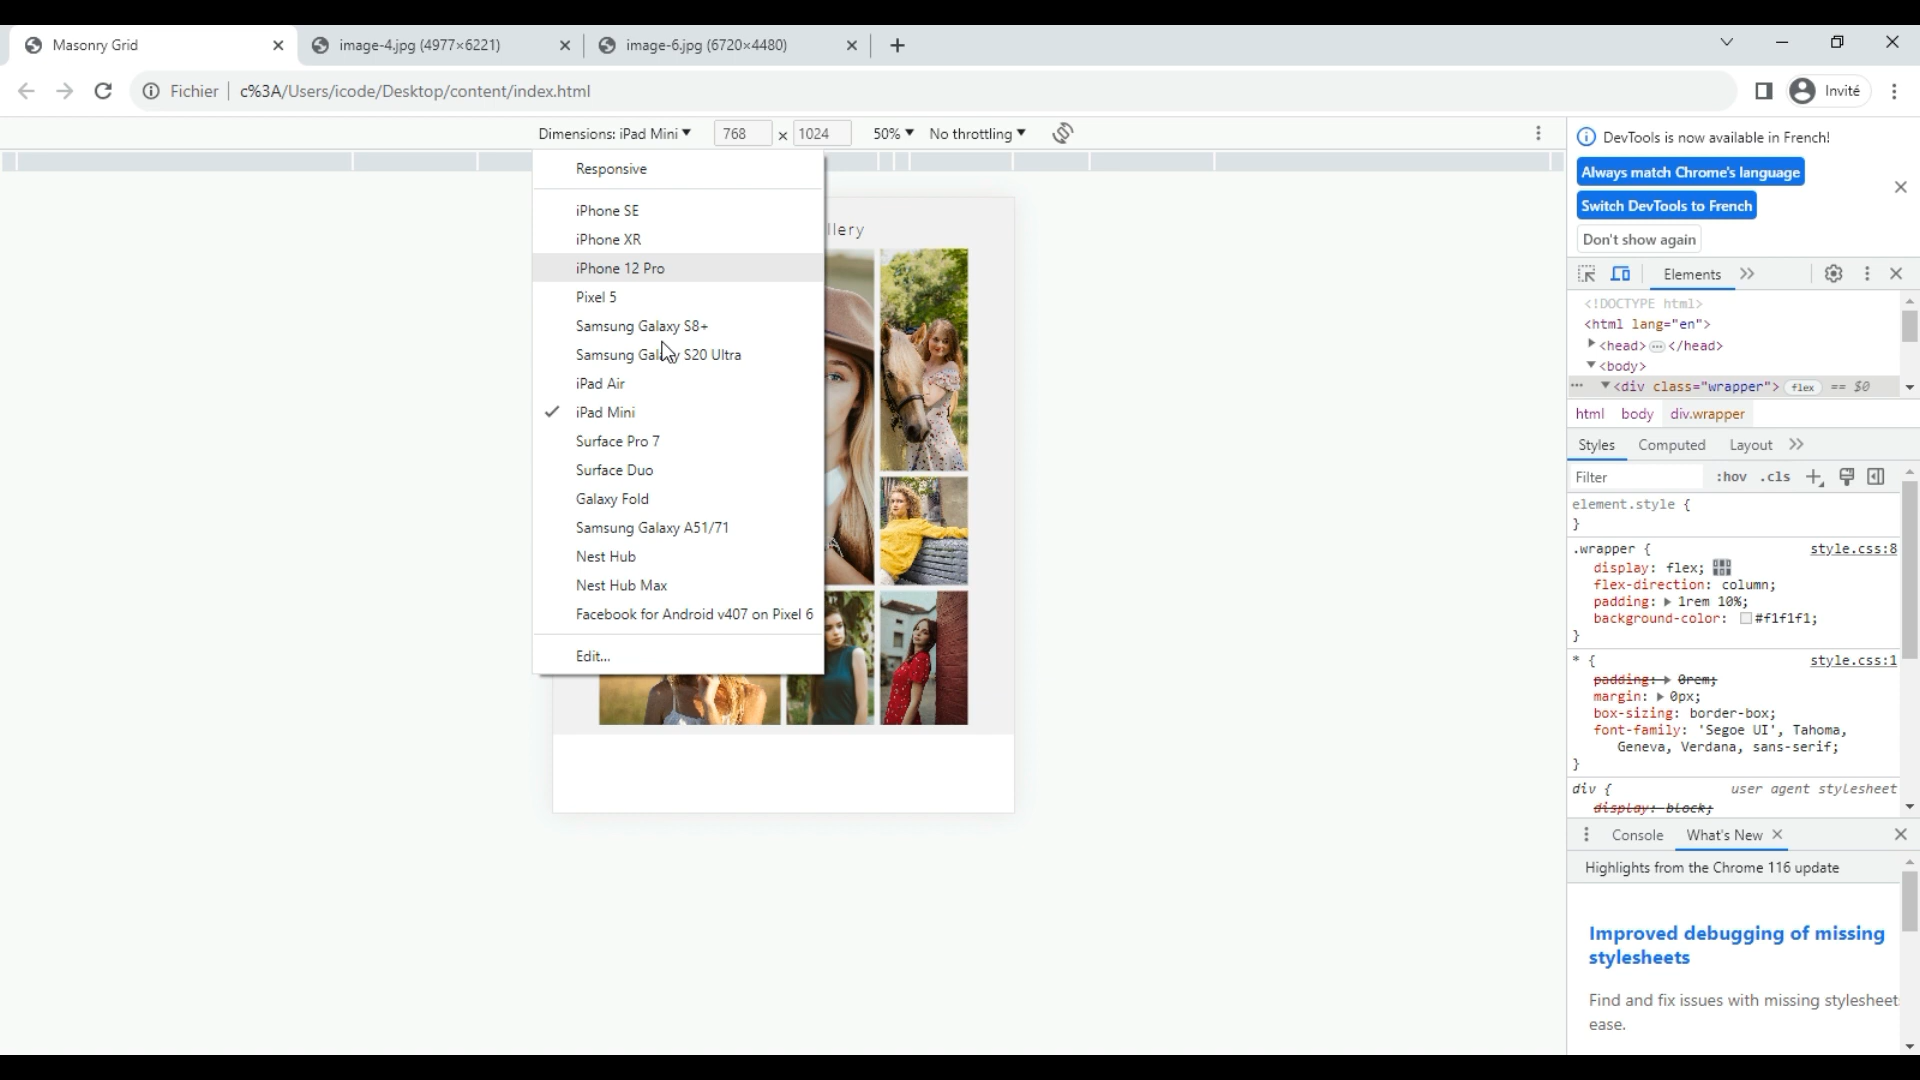 Masonry Grid
image-4.jpg (4977×6221)
image-6.jpg (6720×4480)
Fichier
c%3A/Users/icode/Desktop/content/index.html
Invité
Dimensions: iPad Mini
768
x
1024
50%
No throttling
Responsive
iPhone SE
iPhone XR
iPhone 12 Pro
Pixel 5
Samsung Galaxy S8+
Samsung Galaxy S20 Ultra
iPad Air
iPad Mini
Surface Pro 7
Surface Duo
Galaxy Fold
Samsung Galaxy A51/71
Nest Hub
Nest Hub Max
Facebook for Android v407 on Pixel 6
Edit...
llery
DevTools is now available in French!
Always match Chrome's language
Switch DevTools to French
Don't show again
Elements
<!DOCTYPE html>
<html lang="en">
<head> </head>
<body>
<div class="wrapper"> flex == $0
html body div.wrapper
Styles Computed Layout
Filter :hov .cls
element.style {
}
.wrapper { style.css:8
display: flex;
flex-direction: column;
padding: 1rem 10%;
background-color: #f1f1f1;
}
* { style.css:1
padding: 0rem;
margin: 0px;
box-sizing: border-box;
font-family: 'Segoe UI', Tahoma,
Geneva, Verdana, sans-serif;
}
div { user agent stylesheet
display: block;
Console What's New
Highlights from the Chrome 116 update
Improved debugging of missing
stylesheets
Find and fix issues with missing stylesheet
ease.